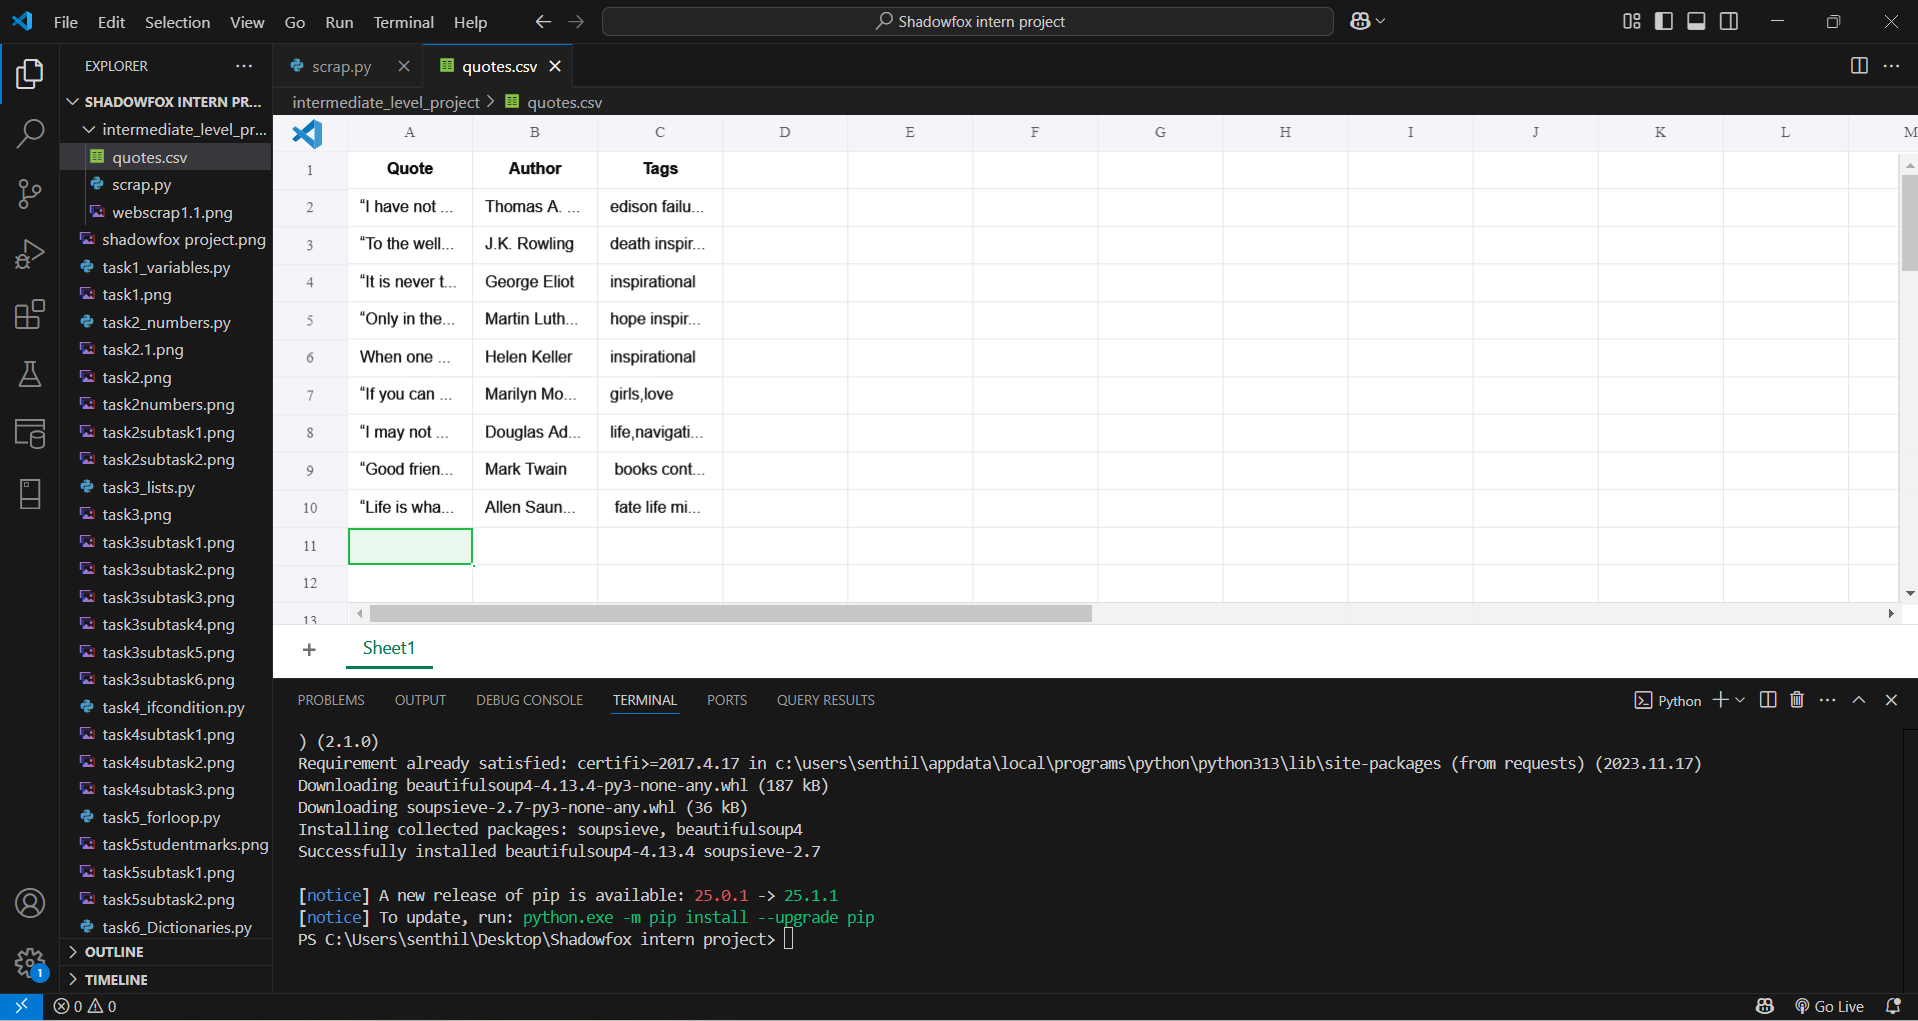 File Edit Selection View Go Run Terminal Help
Shadowfox intern project
EXPLORER
SHADOWFOX INTERN PR...
intermediate_level_pr...
quotes.csv
scrap.py
webscrap1.1.png
shadowfox project.png
task1_variables.py
task1.png
task2_numbers.py
task2.1.png
task2.png
task2numbers.png
task2subtask1.png
task2subtask2.png
task3_lists.py
task3.png
task3subtask1.png
task3subtask2.png
task3subtask3.png
task3subtask4.png
task3subtask5.png
task3subtask6.png
task4_ifcondition.py
task4subtask1.png
task4subtask2.png
task4subtask3.png
task5_forloop.py
task5studentmarks.png
task5subtask1.png
task5subtask2.png
task6_Dictionaries.py
OUTLINE
TIMELINE
1
scrap.py quotes.csv
intermediate_level_project > quotes.csv
A B C D E F G H I J K L M
1 Quote Author Tags
2 “I have not ... Thomas A. ... edison failu...
3 “To the well... J.K. Rowling death inspir...
4 “It is never t... George Eliot inspirational
5 “Only in the... Martin Luth... hope inspir...
6 When one ... Helen Keller inspirational
7 “If you can ... Marilyn Mo... girls,love
8 “I may not ... Douglas Ad... life,navigati...
9 “Good frien... Mark Twain books cont...
10 “Life is wha... Allen Saun... fate life mi...
11
12
13
+ Sheet1
PROBLEMS OUTPUT DEBUG CONSOLE TERMINAL PORTS QUERY RESULTS
Python
) (2.1.0)
Requirement already satisfied: certifi>=2017.4.17 in c:\users\senthil\appdata\local\programs\python\python313\lib\site-packages (from requests) (2023.11.17)
Downloading beautifulsoup4-4.13.4-py3-none-any.whl (187 kB)
Downloading soupsieve-2.7-py3-none-any.whl (36 kB)
Installing collected packages: soupsieve, beautifulsoup4
Successfully installed beautifulsoup4-4.13.4 soupsieve-2.7
[notice] A new release of pip is available: 25.0.1 -> 25.1.1
[notice] To update, run: python.exe -m pip install --upgrade pip
PS C:\Users\senthil\Desktop\Shadowfox intern project>
0 0
Go Live